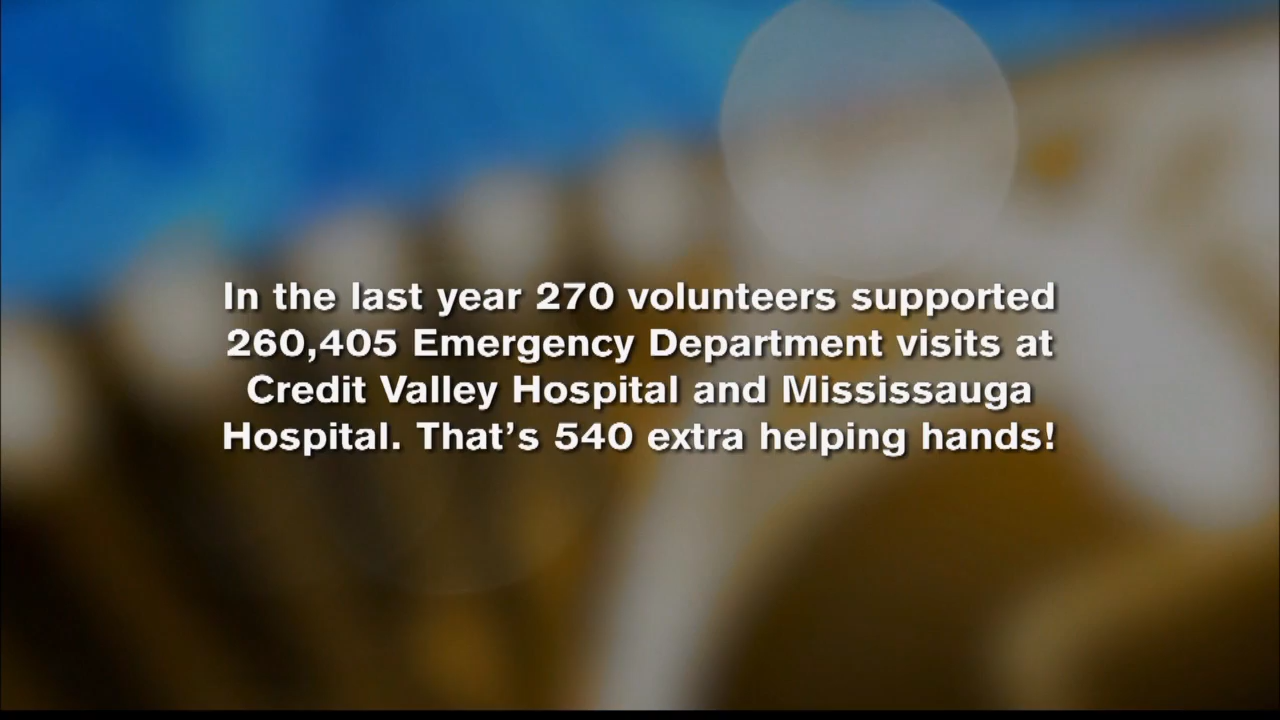 In the last year 270 volunteers supported
260,405 Emergency Department visits at
Credit Valley Hospital and Mississauga
Hospital. That’s 540 extra helping hands!